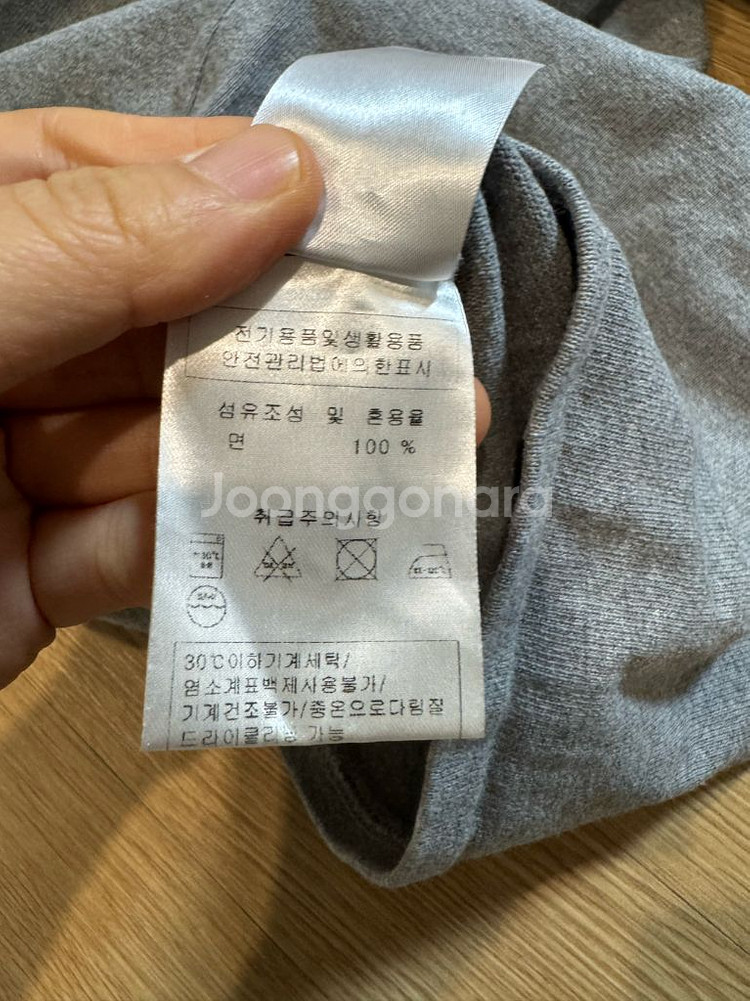 전기용품및생활용품
안전관리법에의한표시
섬유조성 및 혼용율
면 100 %
Joonggonara
취급주의사항
30℃이하기계세탁/
염소계표백제사용불가/
기계건조불가/중온으로다림질
드라이클리닝 가능